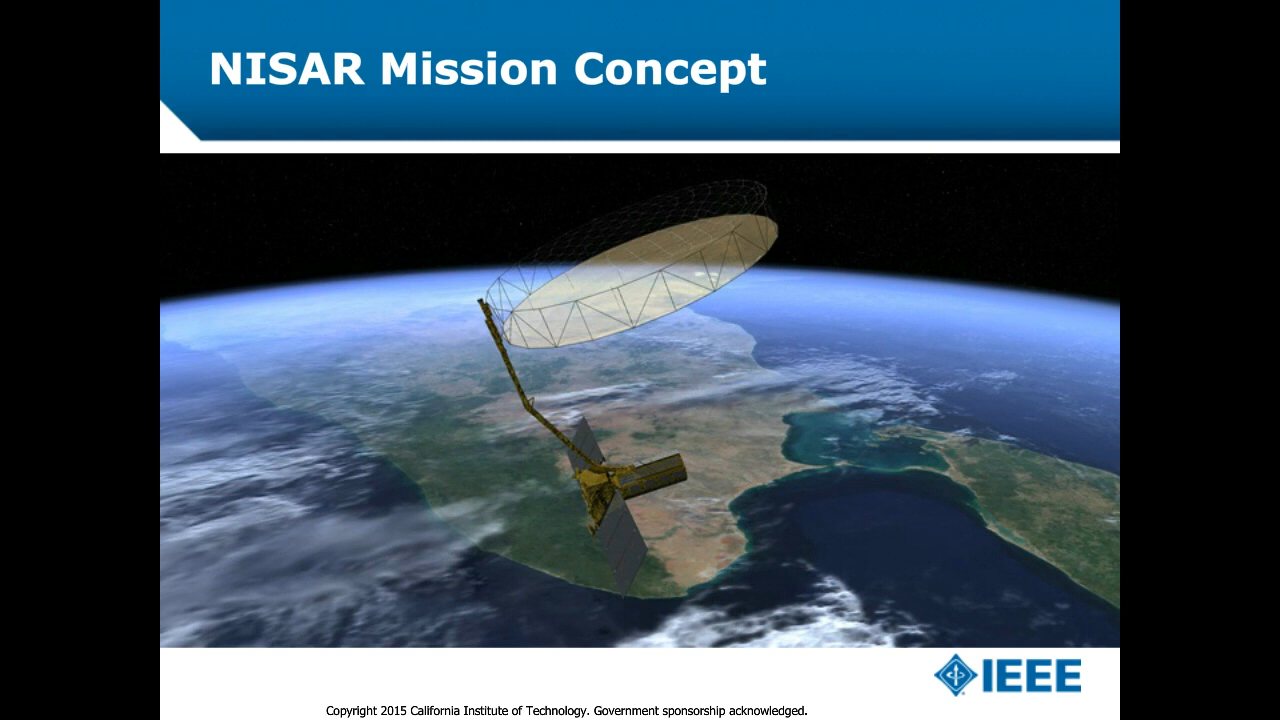 NISAR Mission Concept
IEEE
Copyright 2015 California Institute of Technology. Government sponsorship acknowledged.